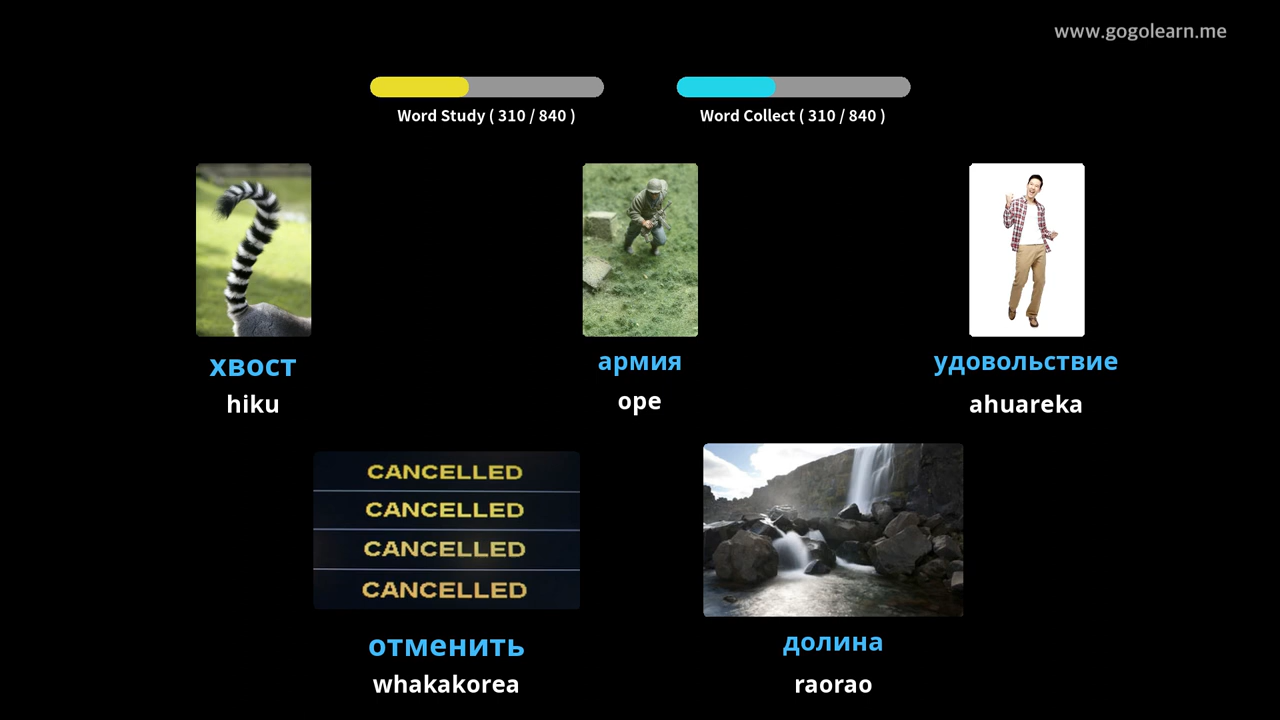 www.gogolearn.me
Word Study ( 310 / 840 )
Word Collect ( 310 / 840 )
хвост
hiku
армия
ope
удовольствие
ahuareka
CANCELLED
CANCELLED
CANCELLED
CANCELLED
отменить
whakakorea
долина
raorao